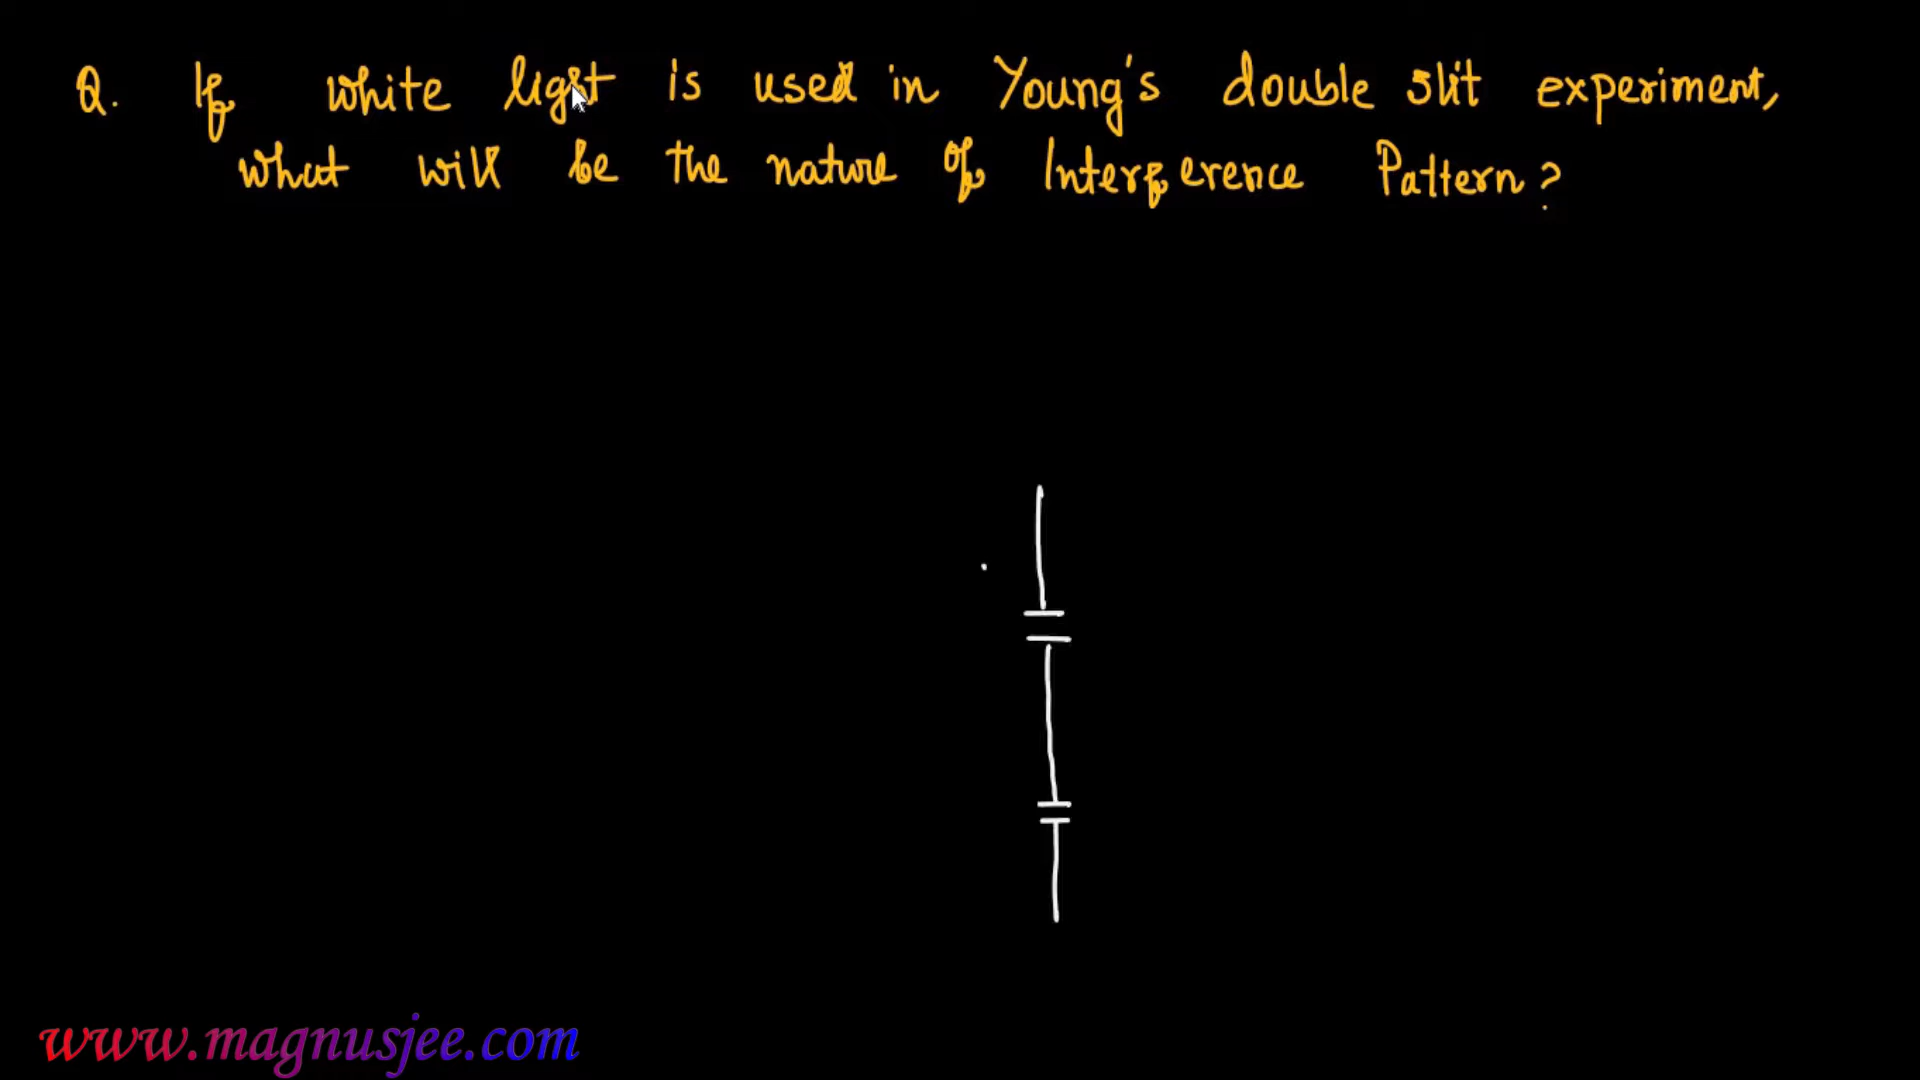 Q. If white light is used in Young's double slit experiment,
what will be the nature of Interference Pattern?
www.magnusjee.com